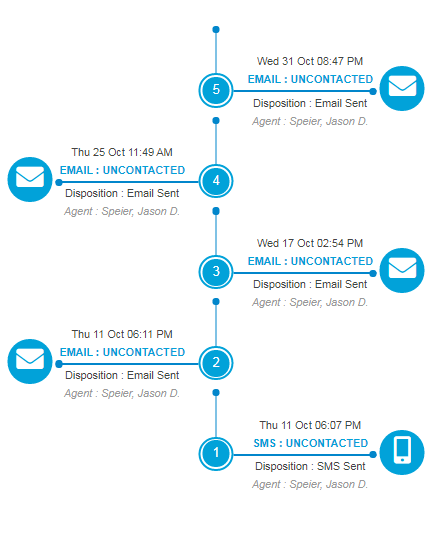 Wed 31 Oct 08:47 PM
EMAIL : UNCONTACTED
5
Disposition : Email Sent
Agent : Speier, Jason D.
Thu 25 Oct 11:49 AM
EMAIL : UNCONTACTED
4
Disposition : Email Sent
Agent : Speier, Jason D.
Wed 17 Oct 02:54 PM
EMAIL : UNCONTACTED
3
Disposition : Email Sent
Agent : Speier, Jason D.
Thu 11 Oct 06:11 PM
EMAIL : UNCONTACTED
2
Disposition : Email Sent
Agent : Speier, Jason D.
Thu 11 Oct 06:07 PM
SMS : UNCONTACTED
1
Disposition : SMS Sent
Agent : Speier, Jason D.